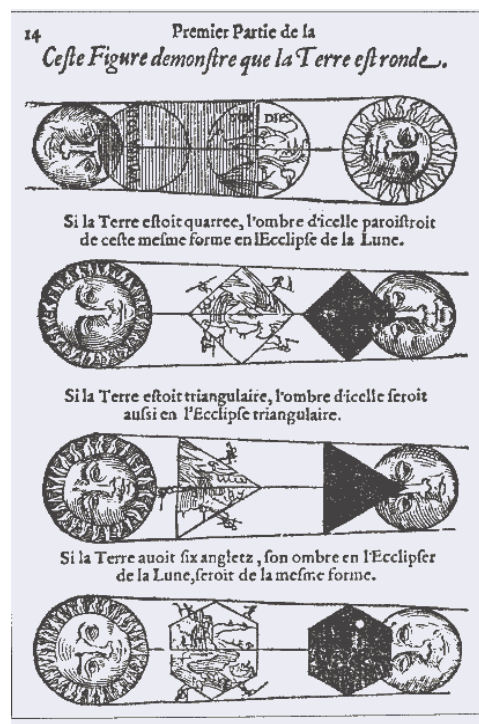 14
Premier Partie de la
Ceſte Figure demonſtre que la Terre eſt ronde.
DIES
Si la Terre eſtoit quarree, l'ombre d'icelle paroiſtroit
de ceſte meſme forme en lEcclipſe de la Lune.
Si la Terre eſtoit triangulaire, l'ombre d'icelle ſeroit
auſſi en l'Ecclipſe triangulaire.
Si la Terre auoit ſix angletz, ſon ombre en l'Ecclipſer
de la Lune, ſeroit de la meſme forme.